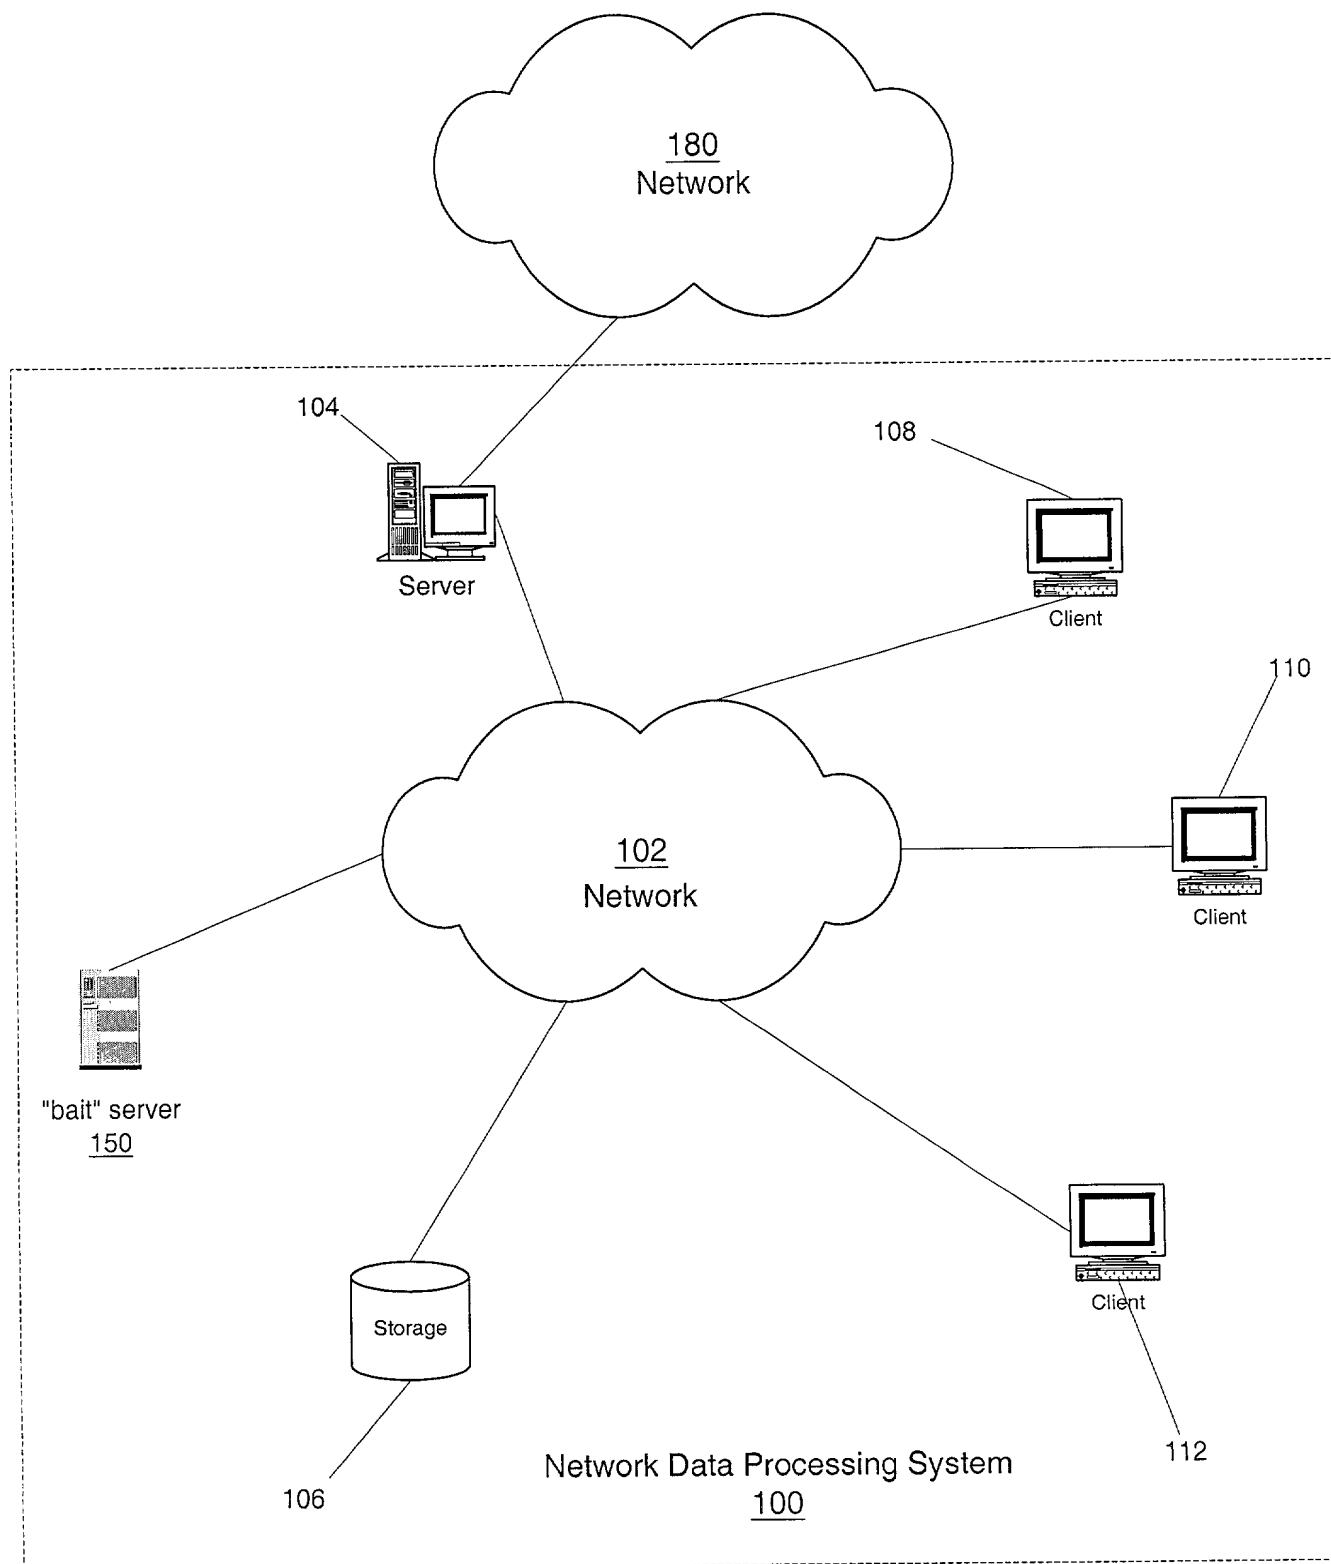 180
Network
104
108
Server
Client
110
102
Network
Client
"bait" server
150
Client
Storage
112
Network Data Processing System
100
106